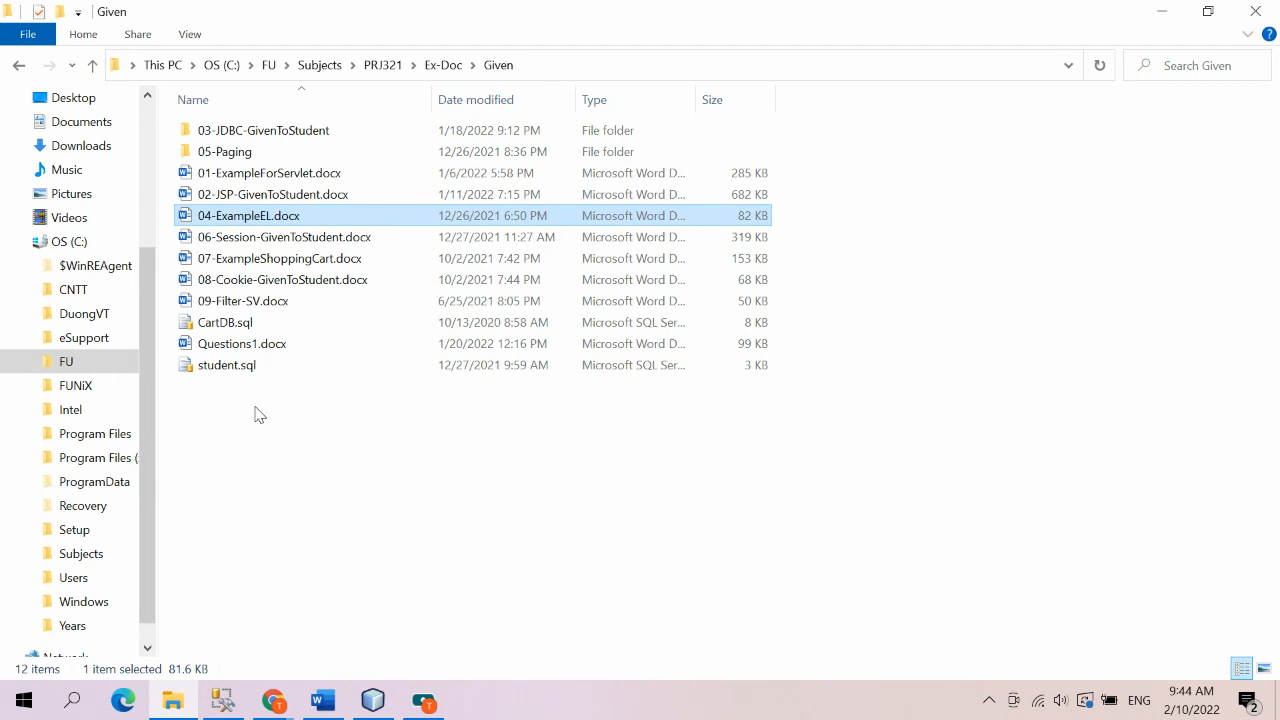 Given
File Home Share View
This PC OS (C:) FU Subjects PRJ321 Ex-Doc Given Search Given
Name Date modified Type Size
Desktop
Documents
Downloads
Music
Pictures
Videos
OS (C:)
$WinREAgent
CNTT
DuongVT
eSupport
FU
FUNiX
Intel
Program Files
Program Files (
ProgramData
Recovery
Setup
Subjects
Users
Windows
Years
03-JDBC-GivenToStudent 1/18/2022 9:12 PM File folder
05-Paging 12/26/2021 8:36 PM File folder
01-ExampleForServlet.docx 1/6/2022 5:58 PM Microsoft Word D... 285 KB
02-JSP-GivenToStudent.docx 1/11/2022 7:15 PM Microsoft Word D... 682 KB
04-ExampleEL.docx 12/26/2021 6:50 PM Microsoft Word D... 82 KB
06-Session-GivenToStudent.docx 12/27/2021 11:27 AM Microsoft Word D... 319 KB
07-ExampleShoppingCart.docx 10/2/2021 7:42 PM Microsoft Word D... 153 KB
08-Cookie-GivenToStudent.docx 10/2/2021 7:44 PM Microsoft Word D... 68 KB
09-Filter-SV.docx 6/25/2021 8:05 PM Microsoft Word D... 50 KB
CartDB.sql 10/13/2020 8:58 AM Microsoft SQL Ser... 8 KB
Questions1.docx 1/20/2022 12:16 PM Microsoft Word D... 99 KB
student.sql 12/27/2021 9:59 AM Microsoft SQL Ser... 3 KB
12 items 1 item selected 81.6 KB
ENG
9:44 AM
2/10/2022
2